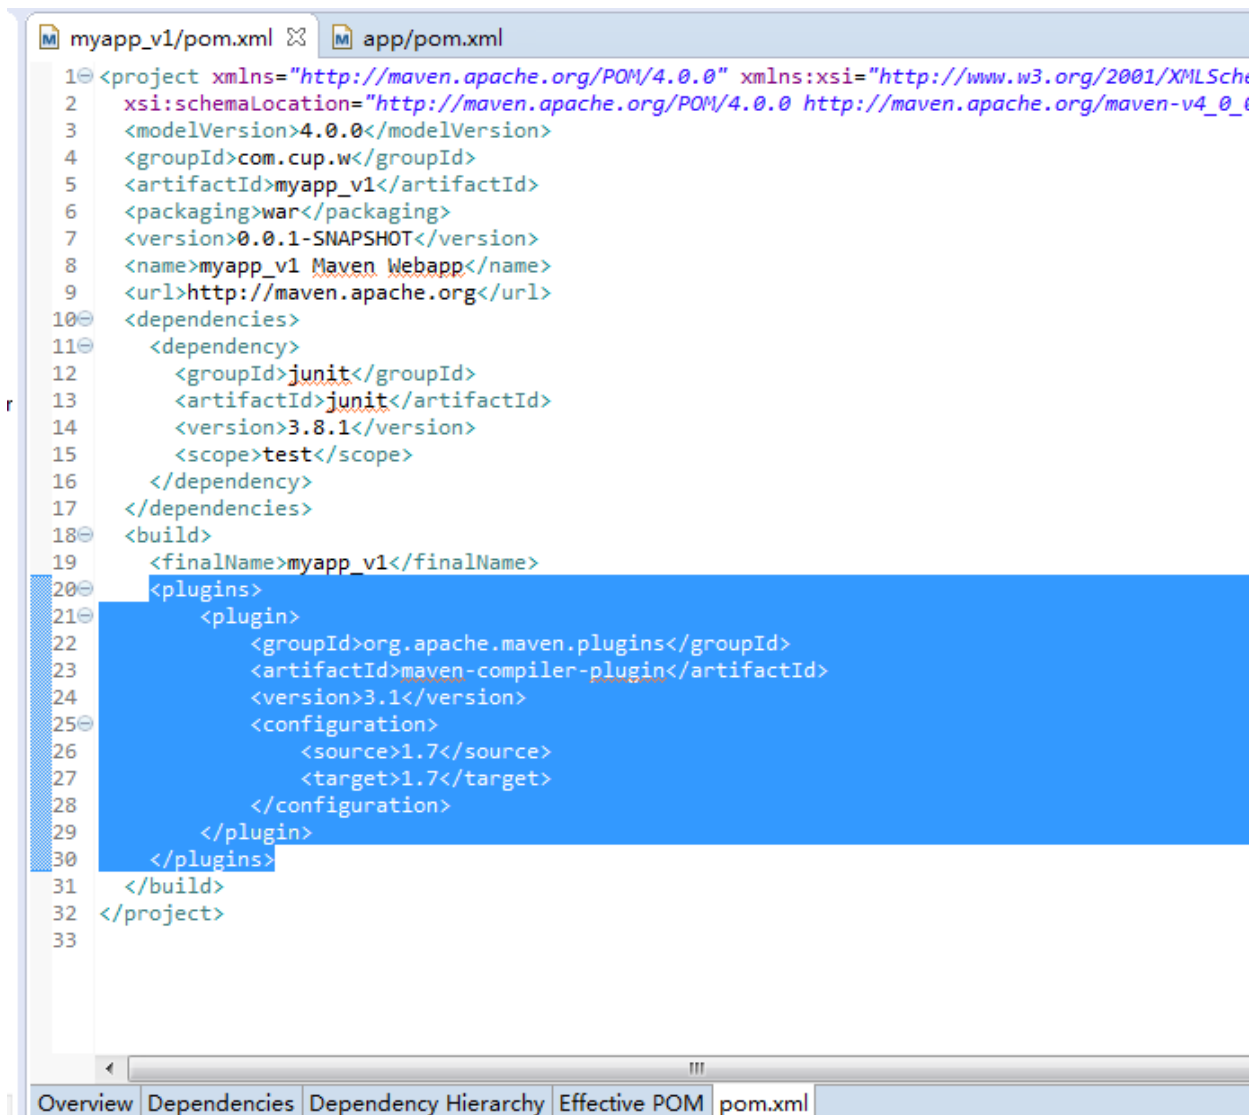 myapp_v1/pom.xml app/pom.xml
1 <project xmlns="http://maven.apache.org/POM/4.0.0" xmlns:xsi="http://www.w3.org/2001/XMLSche
2 xsi:schemaLocation="http://maven.apache.org/POM/4.0.0 http://maven.apache.org/maven-v4_0_0
3 <modelVersion>4.0.0</modelVersion>
4 <groupId>com.cup.w</groupId>
5 <artifactId>myapp_v1</artifactId>
6 <packaging>war</packaging>
7 <version>0.0.1-SNAPSHOT</version>
8 <name>myapp_v1 Maven Webapp</name>
9 <url>http://maven.apache.org</url>
10 <dependencies>
11 <dependency>
12 <groupId>junit</groupId>
r 13 <artifactId>junit</artifactId>
14 <version>3.8.1</version>
15 <scope>test</scope>
16 </dependency>
17 </dependencies>
18 <build>
19 <finalName>myapp_v1</finalName>
20 <plugins>
21 <plugin>
22 <groupId>org.apache.maven.plugins</groupId>
23 <artifactId>maven-compiler-plugin</artifactId>
24 <version>3.1</version>
25 <configuration>
26 <source>1.7</source>
27 <target>1.7</target>
28 </configuration>
29 </plugin>
30 </plugins>
31 </build>
32 </project>
33
Overview Dependencies Dependency Hierarchy Effective POM pom.xml